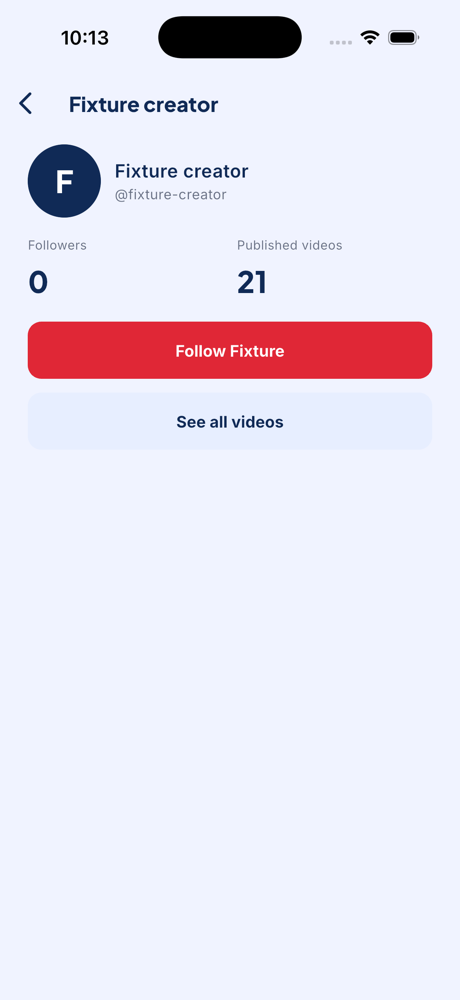 10:13
Fixture creator
F
Fixture creator
@fixture-creator
Followers
0
Published videos
21
Follow Fixture
See all videos